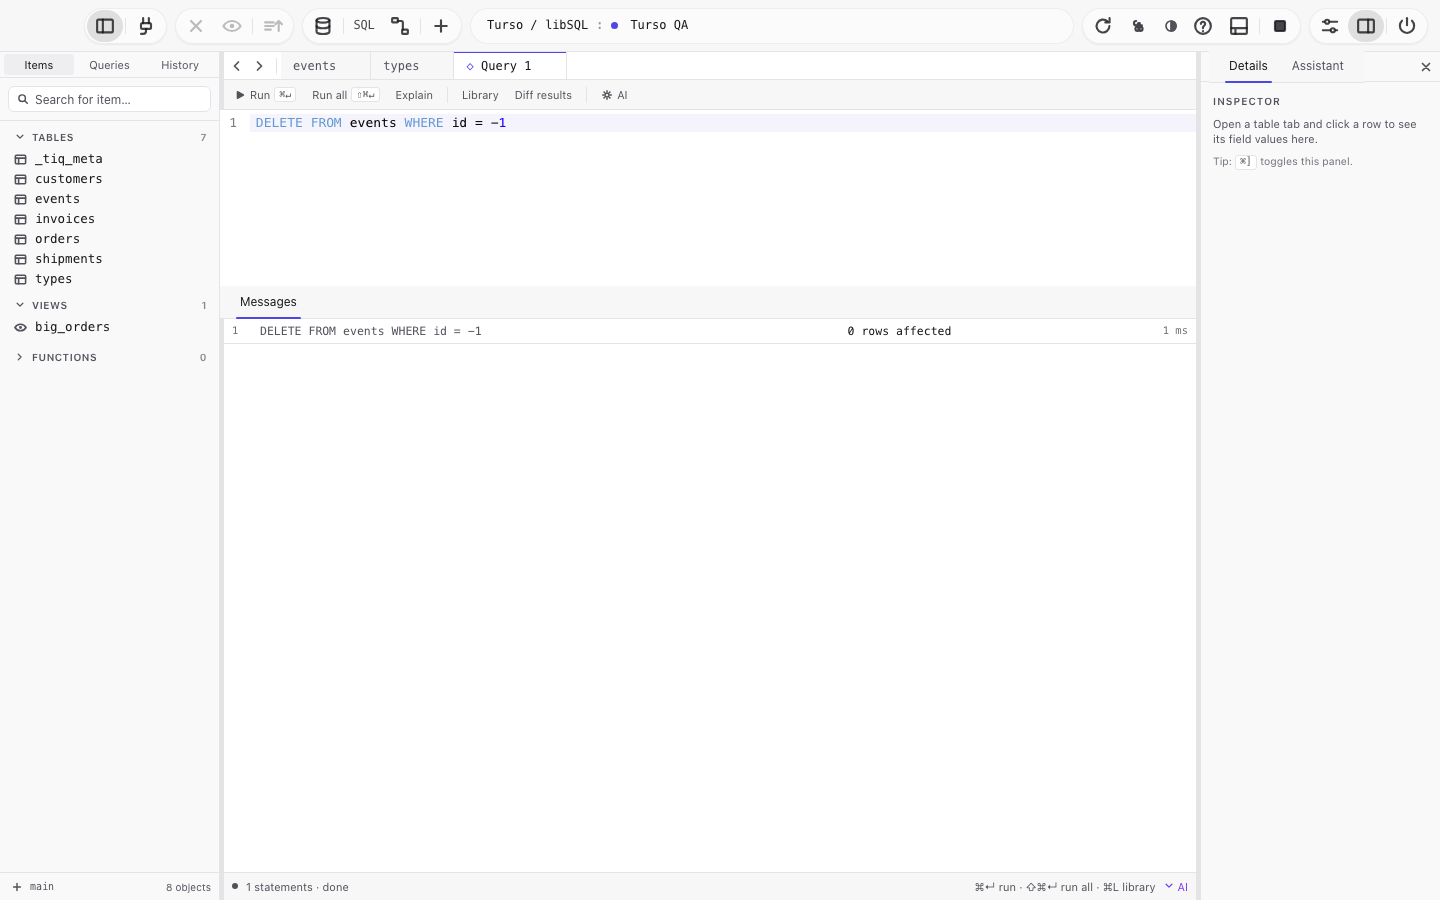 SQL
Turso / libSQL : Turso QA
Items Queries History
Search for item...
TABLES 7
_tiq_meta
customers
events
invoices
orders
shipments
types
VIEWS 1
big_orders
FUNCTIONS 0
+ main 8 objects
events types Query 1
Run ⌘↵ Run all ⇧⌘↵ Explain Library Diff results AI
1 DELETE FROM events WHERE id = −1
Messages
1 DELETE FROM events WHERE id = −1 0 rows affected 1 ms
1 statements · done ⌘↵ run · ⇧⌘↵ run all · ⌘L library AI
Details Assistant
INSPECTOR
Open a table tab and click a row to see
its field values here.
Tip: ⌘] toggles this panel.